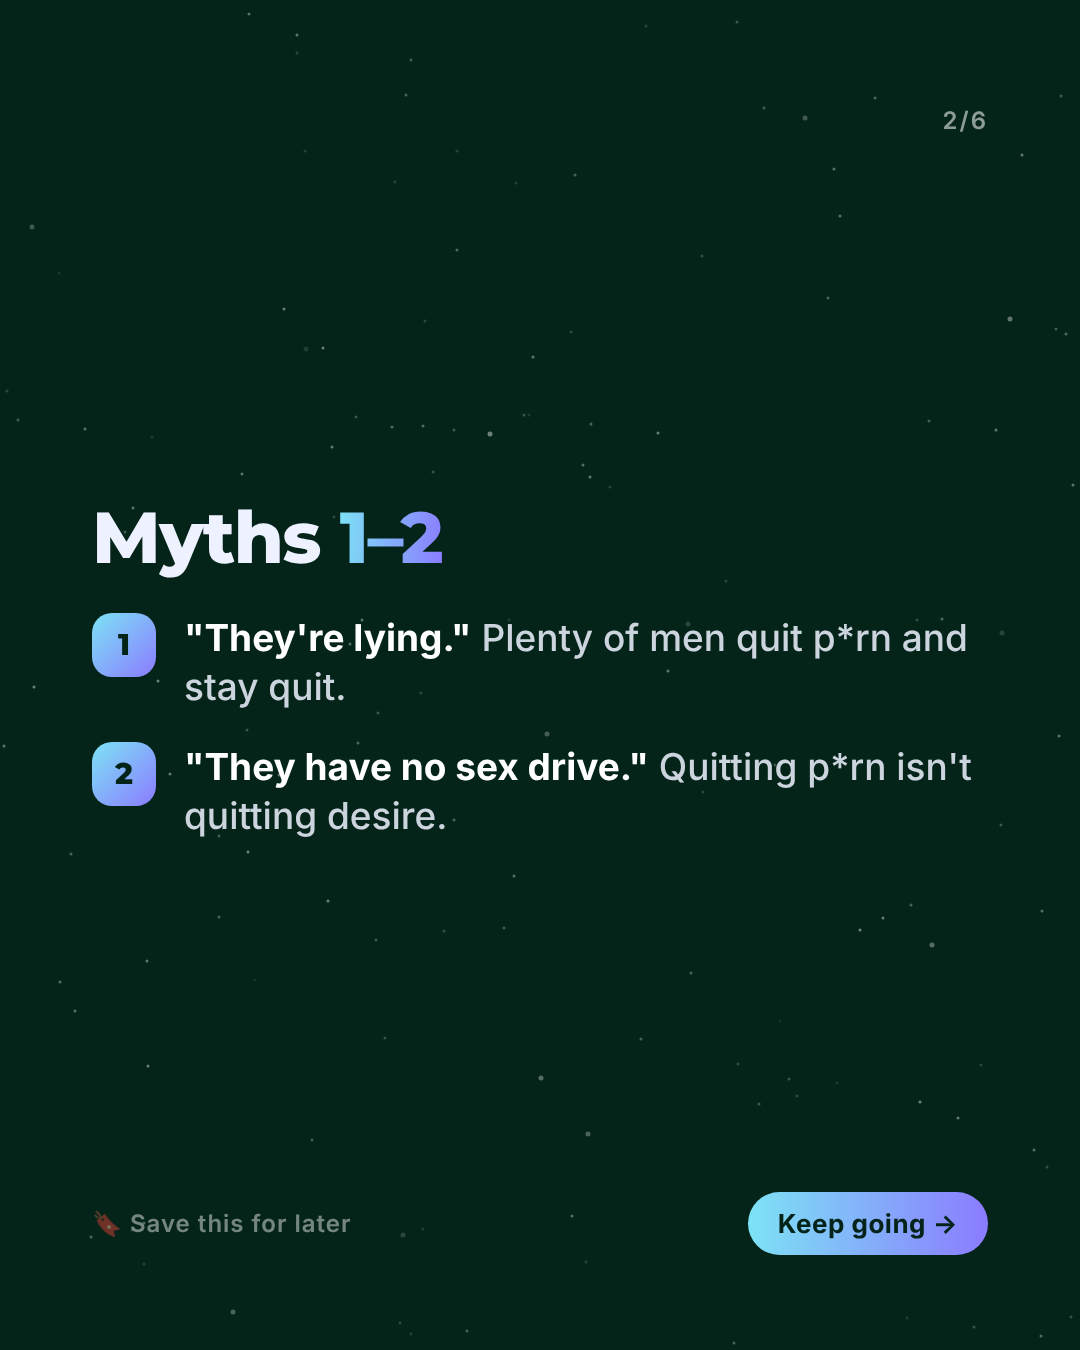 2/6
Myths 1–2
1 "They're lying." Plenty of men quit p*rn and
stay quit.
2 "They have no sex drive." Quitting p*rn isn't
quitting desire.
🔖 Save this for later
Keep going →